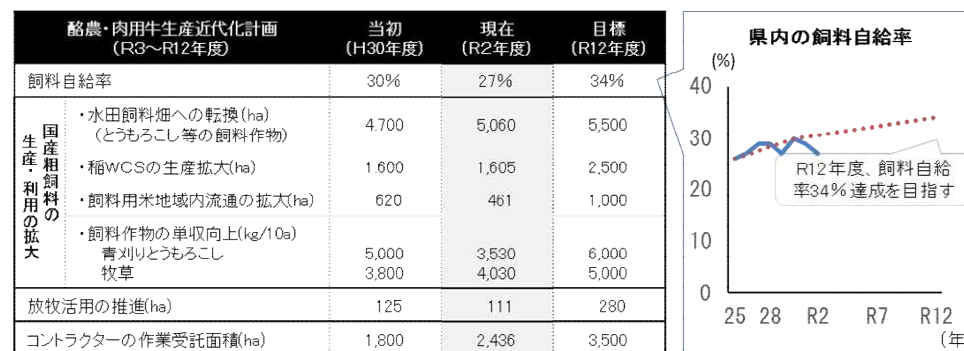 酪農・肉用牛生産近代化計画
(R3～R12年度)
当初
(H30年度)
現在
(R2年度)
目標
(R12年度)
飼料自給率 30% 27% 34%
国産粗飼料の
生産・利用の拡大
・水田飼料畑への転換(ha)
(とうもろこし等の飼料作物)
4.700 5,060 5,500
・稲WCSの生産拡大(ha) 1.600 1,605 2,500
・飼料用米地域内流通の拡大(ha) 620 461 1,000
・飼料作物の単収向上(kg/10a)
青刈りとうもろこし 5,000 3,530 6,000
牧草 3,800 4,030 5,000
放牧活用の推進(ha) 125 111 280
コントラクターの作業受託面積(ha) 1,800 2,436 3,500
県内の飼料自給率
(%)
40
30
20
10
0
R12年度、飼料自給
率34%達成を目指す
25 28 R2 R7 R12
(年